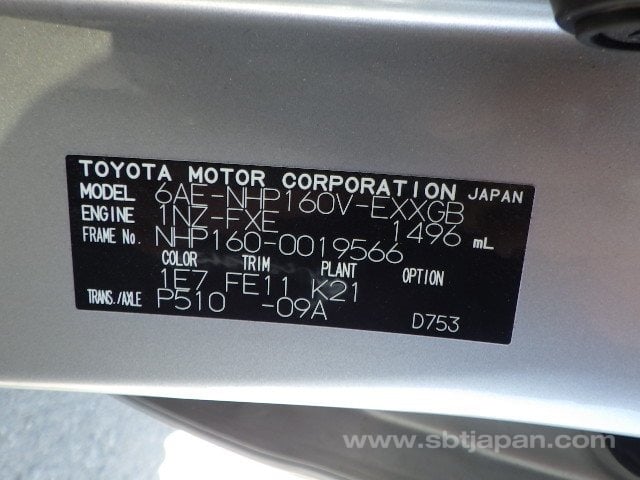 TOYOTA MOTOR CORPORATION JAPAN
MODEL 6AE-NHP160V-EXXGB
ENGINE 1NZ-FXE 1496 mL
FRAME No. NHP160-0019566
COLOR TRIM PLANT OPTION
1E7 FE11 K21
TRANS./AXLE P510 -09A D753
www.sbtjapan.com